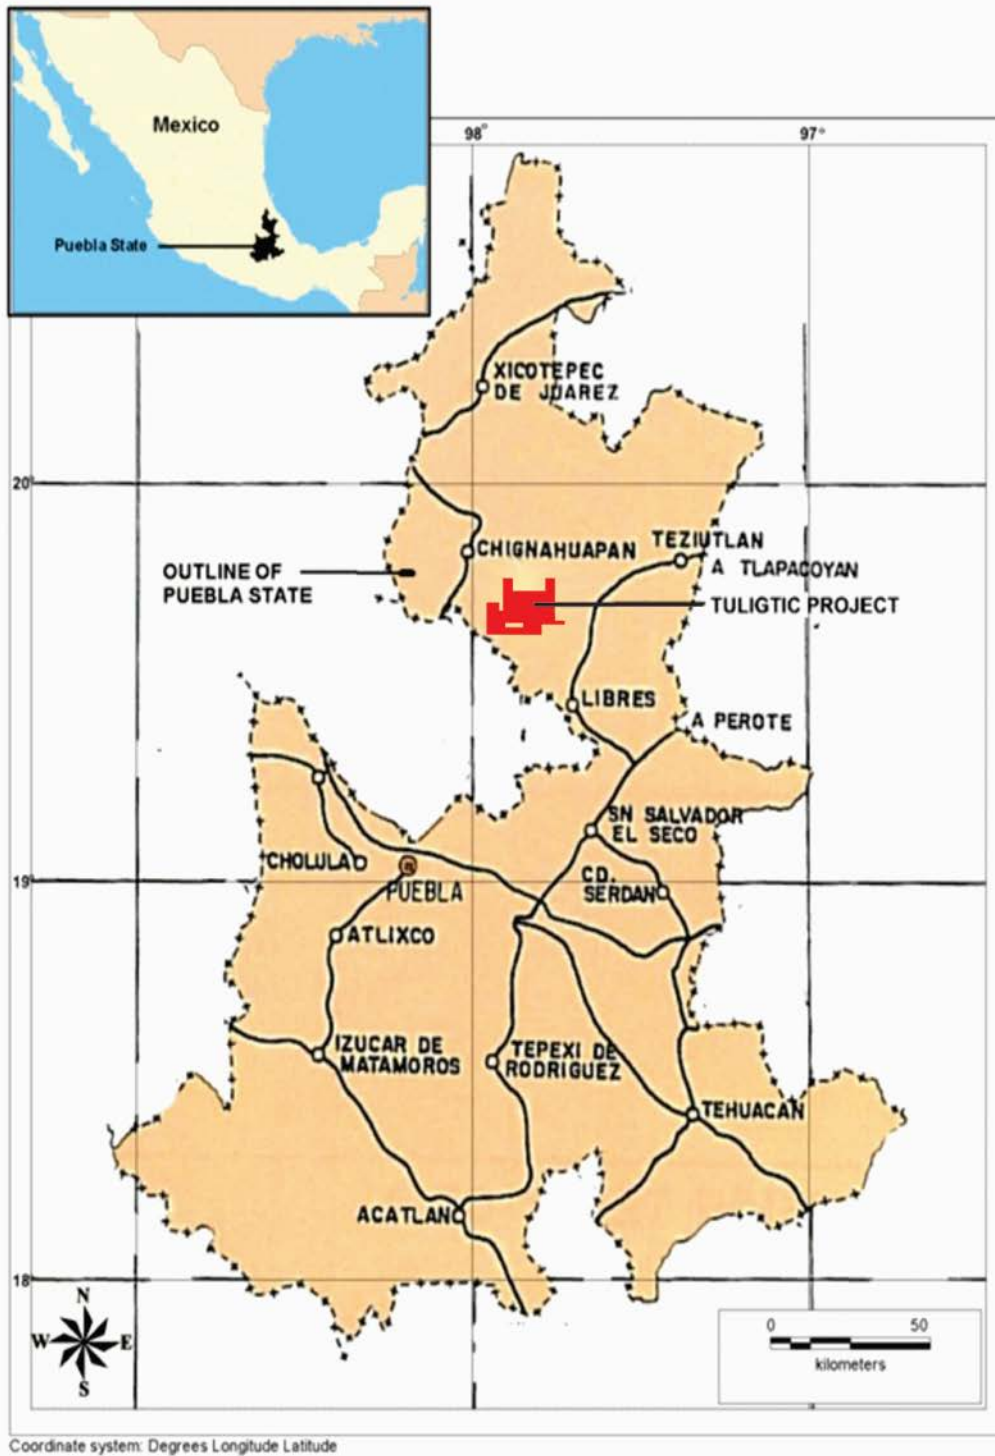 Mexico
Puebla State
98°
97°
XICOTEPEC
DE JUAREZ
20°
CHIGNAHUAPAN
TEZIUTLAN
A TLAPACOYAN
OUTLINE OF
PUEBLA STATE
TULIGTIC PROJECT
LIBRES
A PEROTE
SN SALVADOR
EL SECO
CHOLULA
CD.
SERDAN
19°
PUEBLA
ATLIXCO
IZUCAR DE
MATAMOROS
TEPEXI DE
RODRIGUEZ
TEHUACAN
ACATLAN
18°
N
W E
S
0 50
kilometers
Coordinate system: Degrees Longitude Latitude